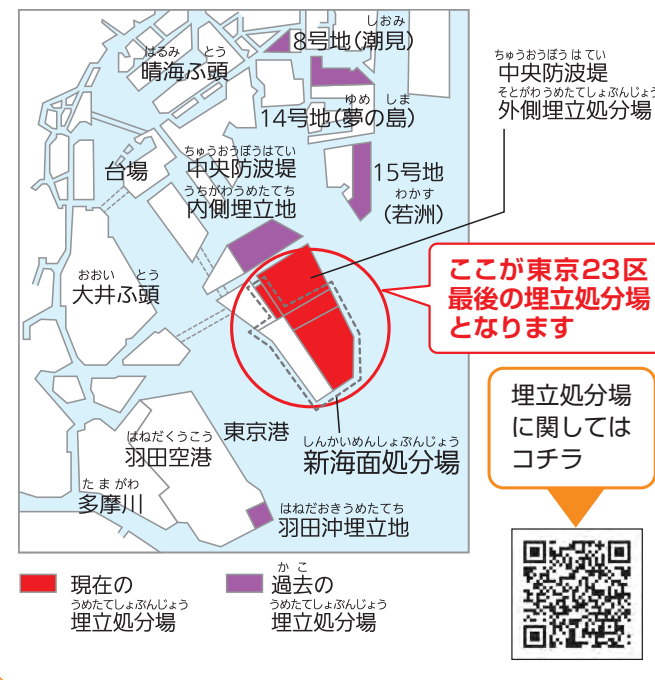 しおみ
8号地(潮見)
はるみ とう
晴海ふ頭
ゆめ しま
14号地(夢の島)
ちゅうおうぼうはてい
中央防波堤
そとがわうめたてしょぶんじょう
外側埋立処分場
台場
ちゅうおうぼうはてい
中央防波堤
うちがわうめたてち
内側埋立地
15号地
わかす
(若洲)
おおい とう
大井ふ頭
ここが東京23区
最後の埋立処分場
となります
埋立処分場
に関しては
コチラ
東京港
はねだくうこう
羽田空港
しんかいめんしょぶんじょう
新海面処分場
たまがわ
多摩川
はねだおきうめたてち
羽田沖埋立地
現在の
うめたてしょぶんじょう
埋立処分場
かこ
過去の
うめたてしょぶんじょう
埋立処分場